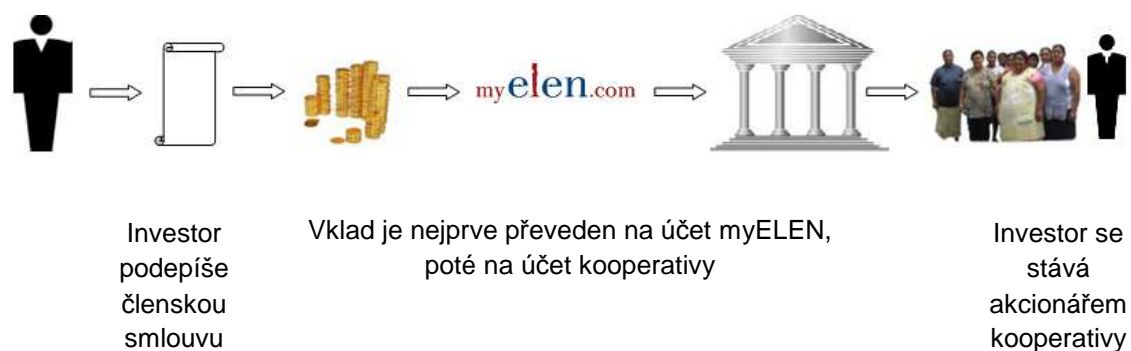 myelen.com
Investor
podepíše
členskou
smlouvu
Vklad je nejprve převeden na účet myELEN,
poté na účet kooperativy
Investor se
stává
akcionářem
kooperativy